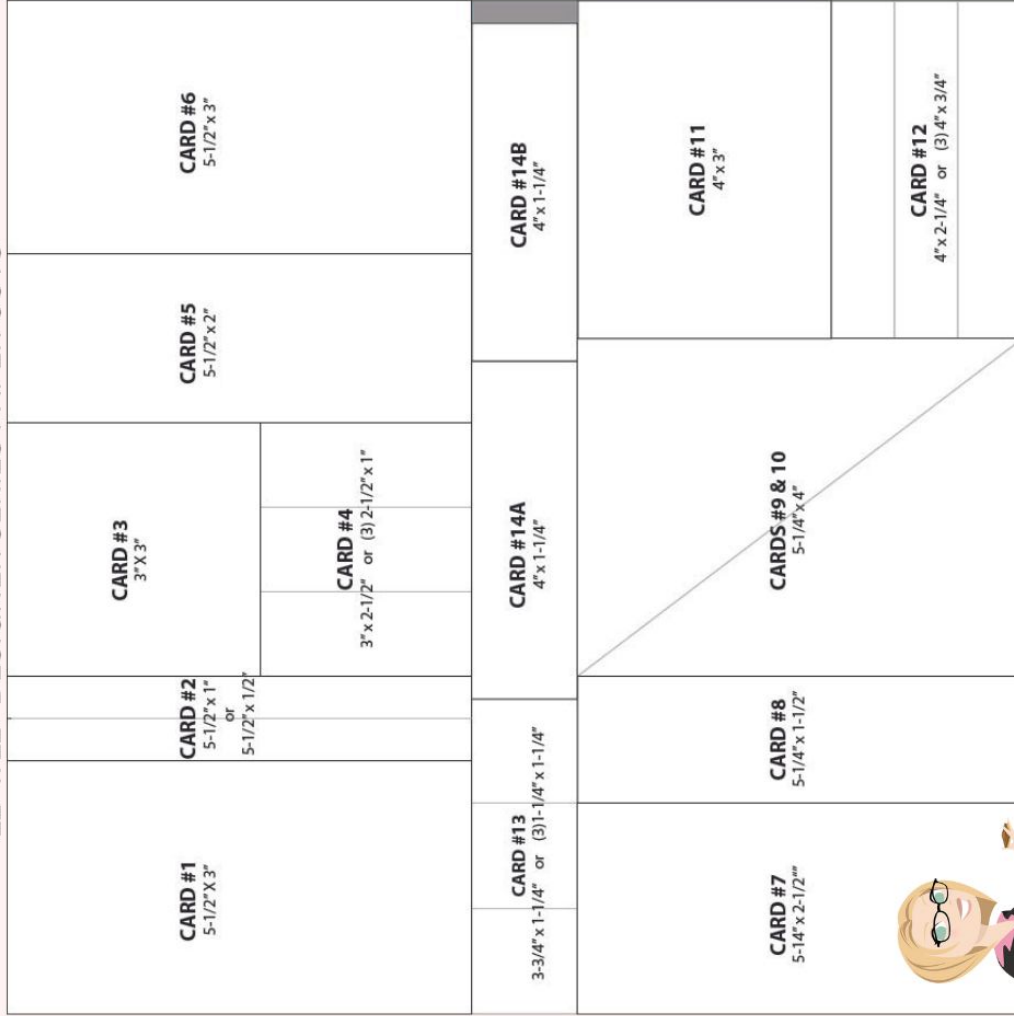 CARD #1
5-1/2" X 3"
CARD #2
5-1/2" x 1"
or
5-1/2" x 1/2"
CARD #3
3" X 3"
CARD #4
3" x 2-1/2" or (3) 2-1/2" x 1"
CARD #5
5-1/2" x 2"
CARD #6
5-1/2" x 3"
CARD #13
3-3/4" x 1-1/4" or (3)1-1/4" x 1-1/4"
CARD #14A
4" x 1-1/4"
CARD #14B
4" x 1-1/4"
CARD #7
5-14" x 2-1/2""
CARD #8
5-1/4" x 1-1/2"
CARDS #9 & 10
5-1/4" x 4"
CARD #11
4" x 3"
CARD #12
4" x 2-1/4" or (3) 4" x 3/4"